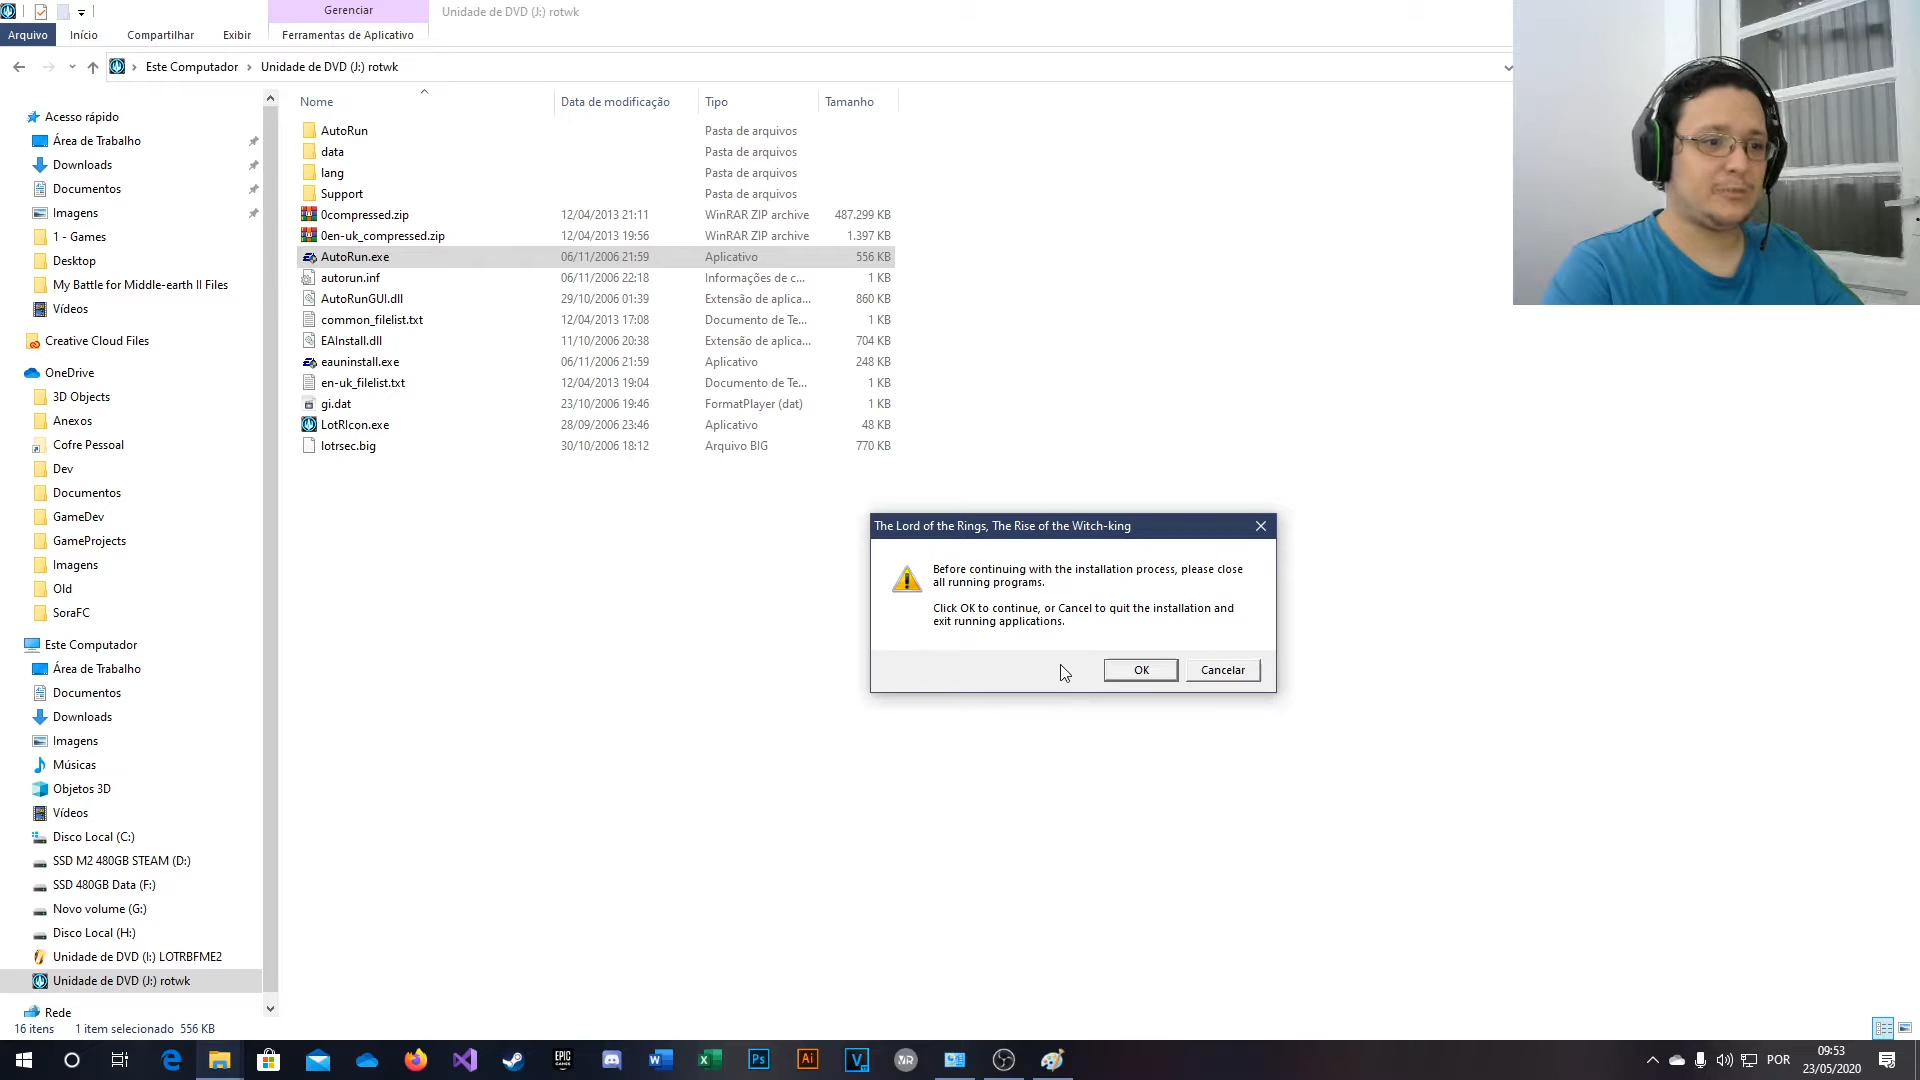 Gerenciar
Unidade de DVD (J:) rotwk
Arquivo
Início
Compartilhar
Exibir
Ferramentas de Aplicativo
Este Computador
Unidade de DVD (J:) rotwk
Acesso rápido
Área de Trabalho
Downloads
Documentos
Imagens
1 - Games
Desktop
My Battle for Middle-earth II Files
Vídeos
Creative Cloud Files
OneDrive
3D Objects
Anexos
Cofre Pessoal
Dev
Documentos
GameDev
GameProjects
Imagens
Old
SoraFC
Este Computador
Área de Trabalho
Documentos
Downloads
Imagens
Músicas
Objetos 3D
Vídeos
Disco Local (C:)
SSD M2 480GB STEAM (D:)
SSD 480GB Data (F:)
Novo volume (G:)
Disco Local (H:)
Unidade de DVD (I:) LOTRBFME2
Unidade de DVD (J:) rotwk
Rede
Nome Data de modificação Tipo Tamanho
AutoRun Pasta de arquivos
data Pasta de arquivos
lang Pasta de arquivos
Support Pasta de arquivos
0compressed.zip 12/04/2013 21:11 WinRAR ZIP archive 487.299 KB
0en-uk_compressed.zip 12/04/2013 19:56 WinRAR ZIP archive 1.397 KB
AutoRun.exe 06/11/2006 21:59 Aplicativo 556 KB
autorun.inf 06/11/2006 22:18 Informações de c... 1 KB
AutoRunGUI.dll 29/10/2006 01:39 Extensão de aplica... 860 KB
common_filelist.txt 12/04/2013 17:08 Documento de Te... 1 KB
EAInstall.dll 11/10/2006 20:38 Extensão de aplica... 704 KB
eauninstall.exe 06/11/2006 21:59 Aplicativo 248 KB
en-uk_filelist.txt 12/04/2013 19:04 Documento de Te... 1 KB
gi.dat 23/10/2006 19:46 FormatPlayer (dat) 1 KB
LotRIcon.exe 28/09/2006 23:46 Aplicativo 48 KB
lotrsec.big 30/10/2006 18:12 Arquivo BIG 770 KB
The Lord of the Rings, The Rise of the Witch-king
Before continuing with the installation process, please close
all running programs.
Click OK to continue, or Cancel to quit the installation and
exit running applications.
OK
Cancelar
16 itens 1 item selecionado 556 KB
EPIC
GAMES
Ps
Ai
V
POR
09:53
23/05/2020